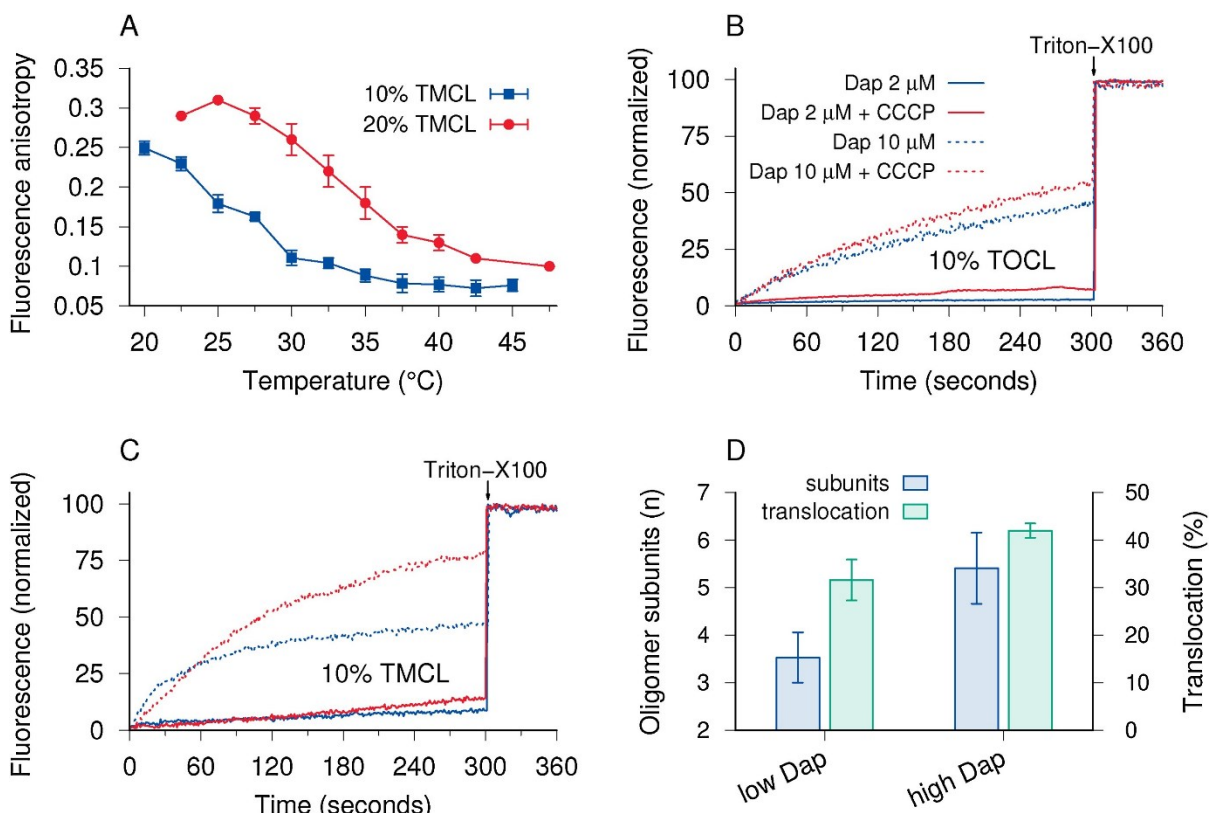 A
Fluorescence anisotropy
0.35
0.3
0.25
0.2
0.15
0.1
0.05
10% TMCL
20% TMCL
20 25 30 35 40 45
Temperature (°C)
B
Triton−X100
Fluorescence (normalized)
100
75
50
25
0
Dap 2 μM
Dap 2 μM + CCCP
Dap 10 μM
Dap 10 μM + CCCP
10% TOCL
0 60 120 180 240 300 360
Time (seconds)
C
Triton−X100
Fluorescence (normalized)
100
75
50
25
0
10% TMCL
0 60 120 180 240 300 360
Time (seconds)
D
Oligomer subunits (n)
7
6
5
4
3
2
subunits
translocation
50
40
30
20
10
0
Translocation (%)
low Dap
high Dap